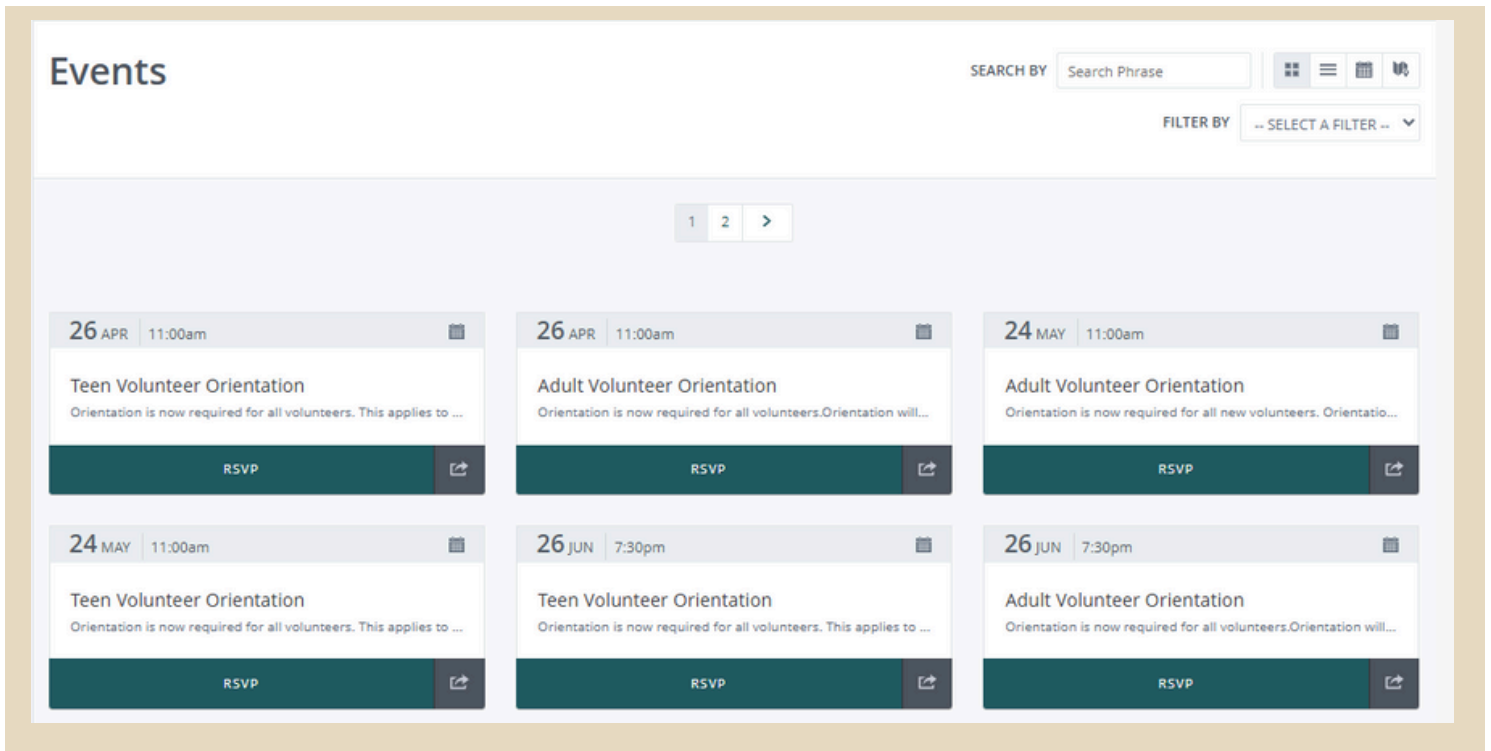 Events
SEARCH BY Search Phrase
FILTER BY -- SELECT A FILTER --
1 2 >
26 APR 11:00am
Teen Volunteer Orientation
Orientation is now required for all volunteers. This applies to ...
RSVP
26 APR 11:00am
Adult Volunteer Orientation
Orientation is now required for all volunteers.Orientation will...
RSVP
24 MAY 11:00am
Adult Volunteer Orientation
Orientation is now required for all new volunteers. Orientatio...
RSVP
24 MAY 11:00am
Teen Volunteer Orientation
Orientation is now required for all volunteers. This applies to ...
RSVP
26 JUN 7:30pm
Teen Volunteer Orientation
Orientation is now required for all volunteers. This applies to ...
RSVP
26 JUN 7:30pm
Adult Volunteer Orientation
Orientation is now required for all volunteers.Orientation will...
RSVP